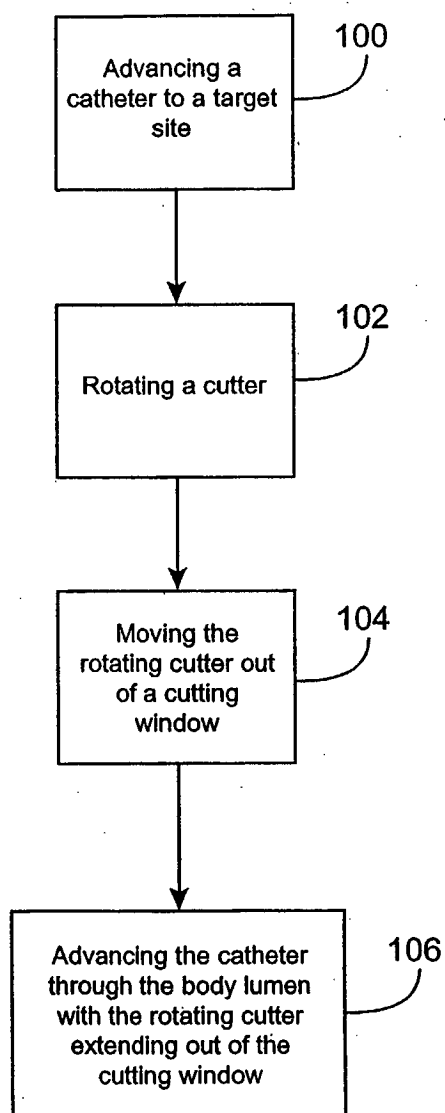 Advancing a
catheter to a target
site
100
Rotating a cutter
102
Moving the
rotating cutter out
of a cutting
window
104
Advancing the catheter
through the body lumen
with the rotating cutter
extending out of the
cutting window
106